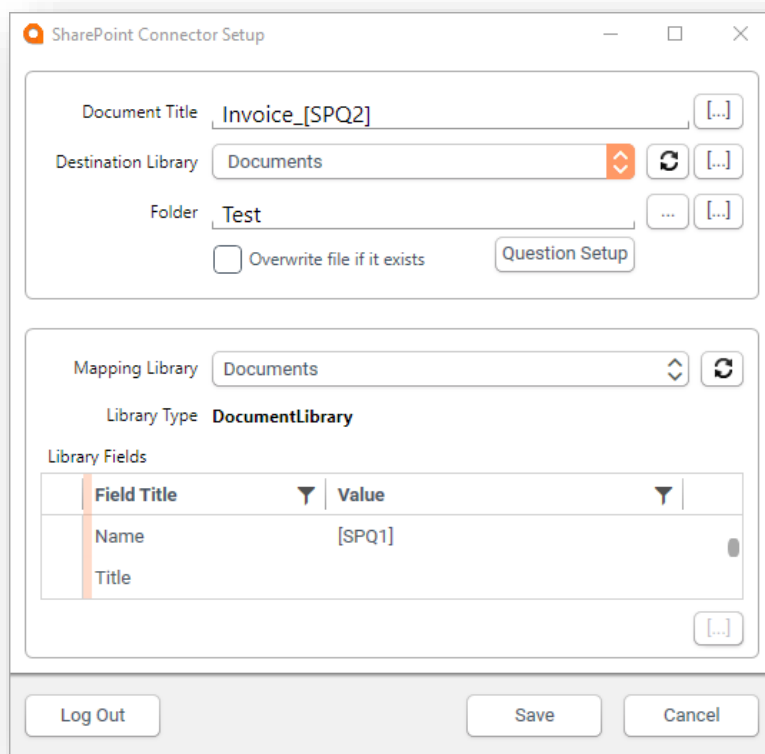 SharePoint Connector Setup
Document Title Invoice_[SPQ2] [...]
Destination Library Documents [...]
Folder Test ... [...]
Overwrite file if it exists Question Setup
Mapping Library Documents
Library Type DocumentLibrary
Library Fields
Field Title Value
Name [SPQ1]
Title
[...]
Log Out Save Cancel